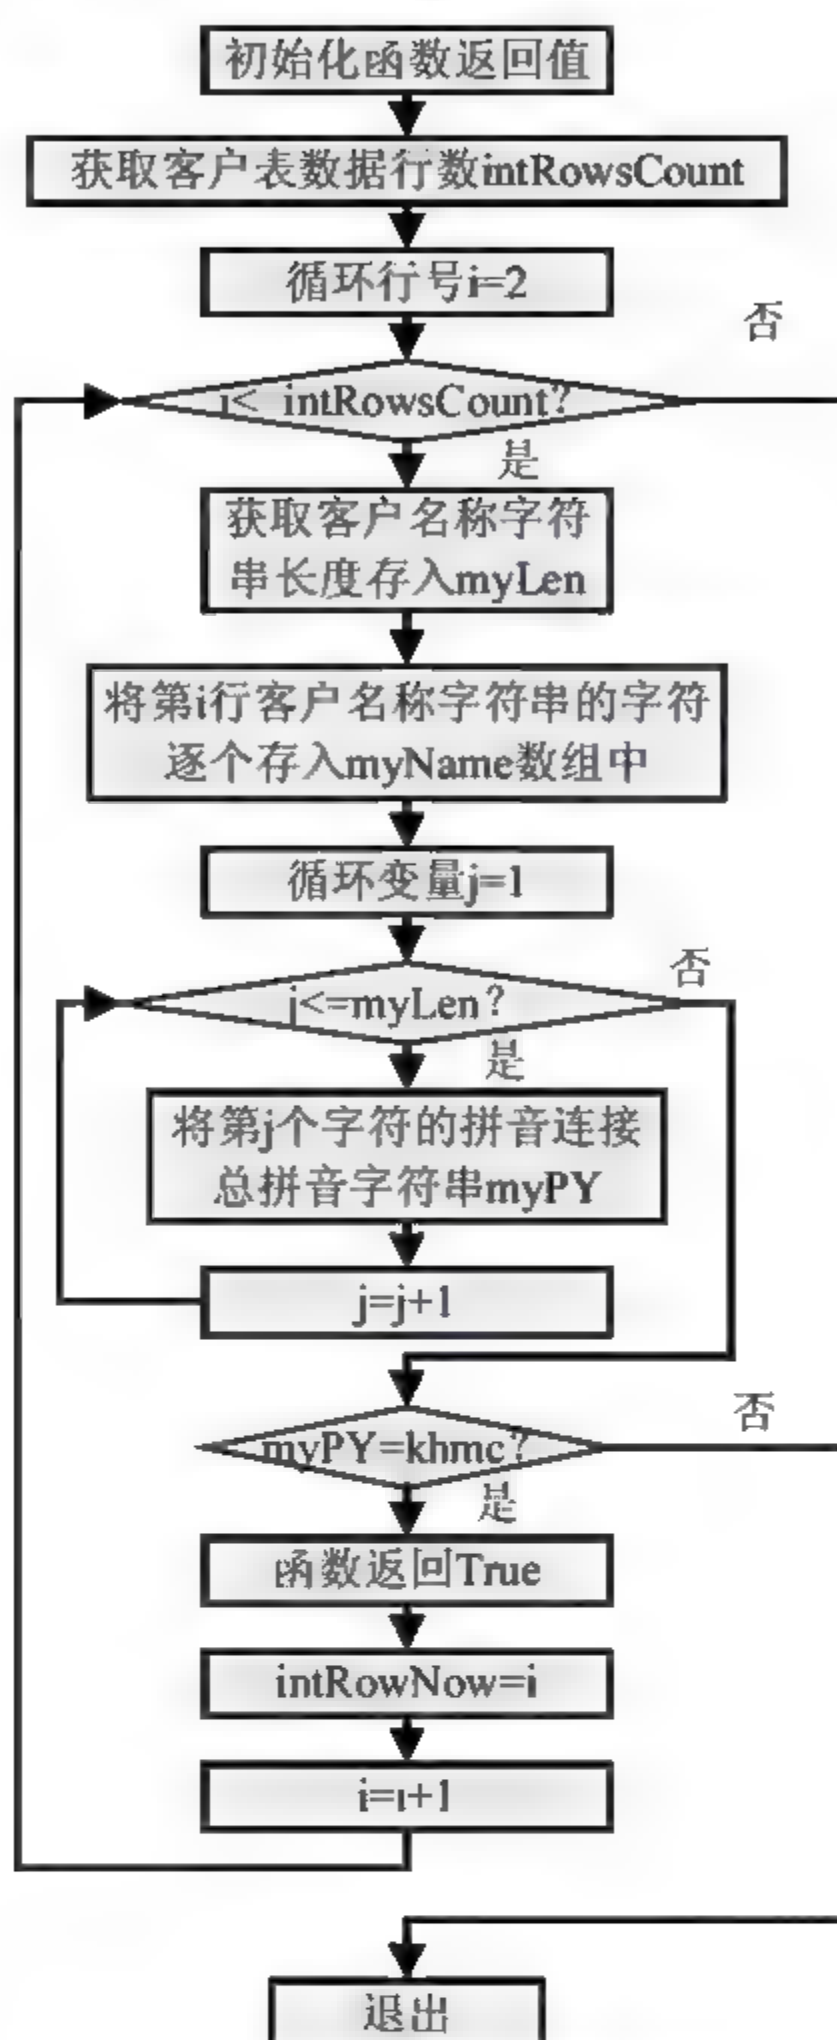 初始化函数返回值
获取客户表数据行数intRowsCount
循环行号i=2
否
i< intRowsCount?
是
获取客户名称字符
串长度存入myLen
将第i行客户名称字符串的字符
逐个存入myName数组中
循环变量j=1
否
j<=myLen?
是
将第j个字符的拼音连接
总拼音字符串myPY
j=j+1
否
myPY=khmc?
是
函数返回True
intRowNow=i
i=i+1
退出